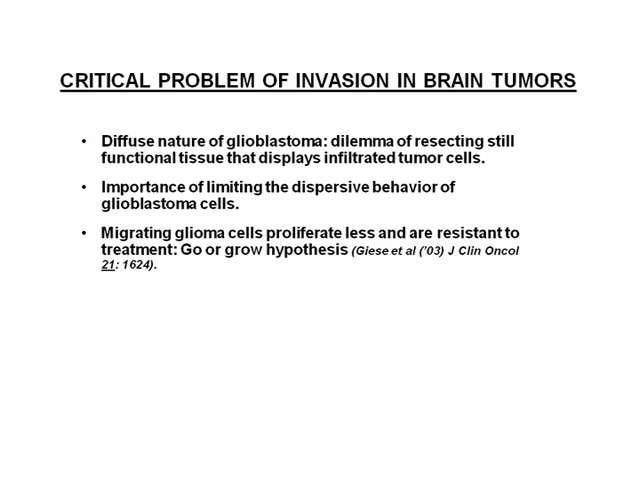 CRITICAL PROBLEM OF INVASION IN BRAIN TUMORS
• Diffuse nature of glioblastoma: dilemma of resecting still
functional tissue that displays infiltrated tumor cells.
• Importance of limiting the dispersive behavior of
glioblastoma cells.
• Migrating glioma cells proliferate less and are resistant to
treatment: Go or grow hypothesis (Giese et al ('03) J Clin Oncol
21: 1624).